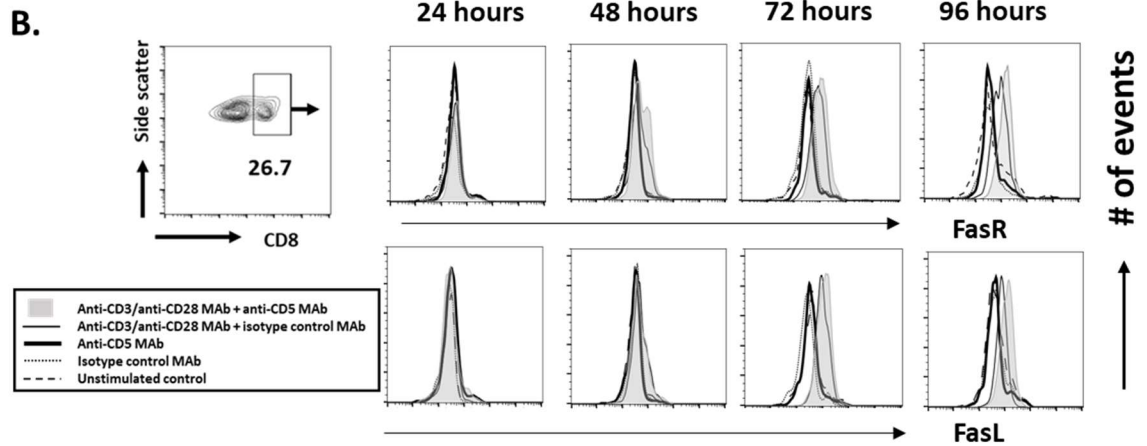 B.
24 hours
48 hours
72 hours
96 hours
Side scatter
26.7
CD8
# of events
FasR
Anti-CD3/anti-CD28 MAb + anti-CD5 MAb
Anti-CD3/anti-CD28 MAb + isotype control MAb
Anti-CD5 MAb
Isotype control MAb
Unstimulated control
FasL